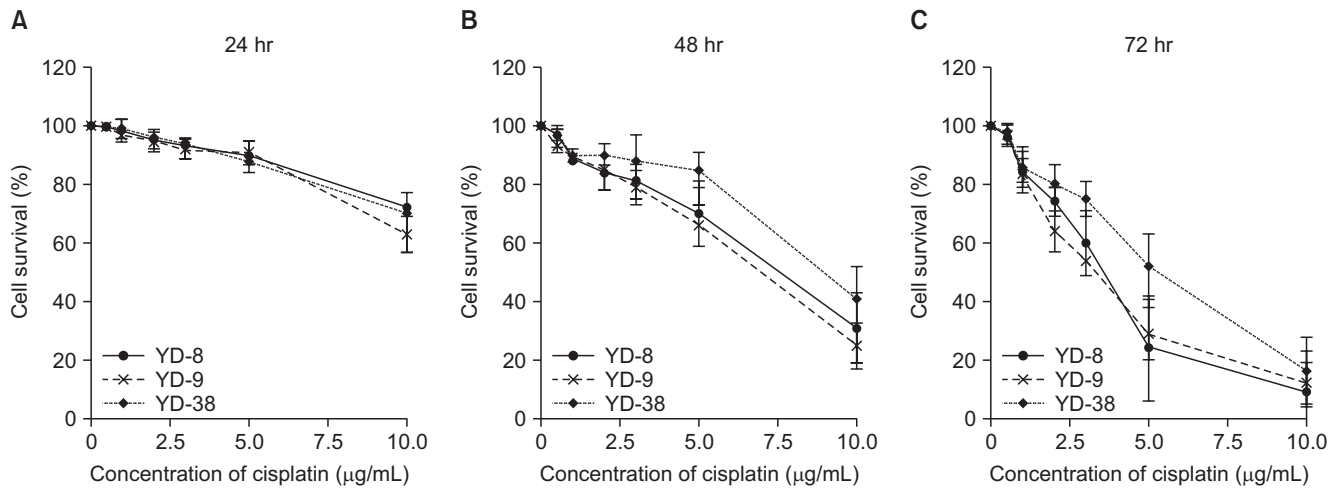 A
24 hr
Cell survival (%)
120
100
80
60
40
20
0
YD-8
YD-9
YD-38
0 2.5 5.0 7.5 10.0
Concentration of cisplatin (μg/mL)
B
48 hr
Cell survival (%)
120
100
80
60
40
20
0
YD-8
YD-9
YD-38
0 2.5 5.0 7.5 10.0
Concentration of cisplatin (μg/mL)
C
72 hr
Cell survival (%)
120
100
80
60
40
20
0
YD-8
YD-9
YD-38
0 2.5 5.0 7.5 10.0
Concentration of cisplatin (μg/mL)